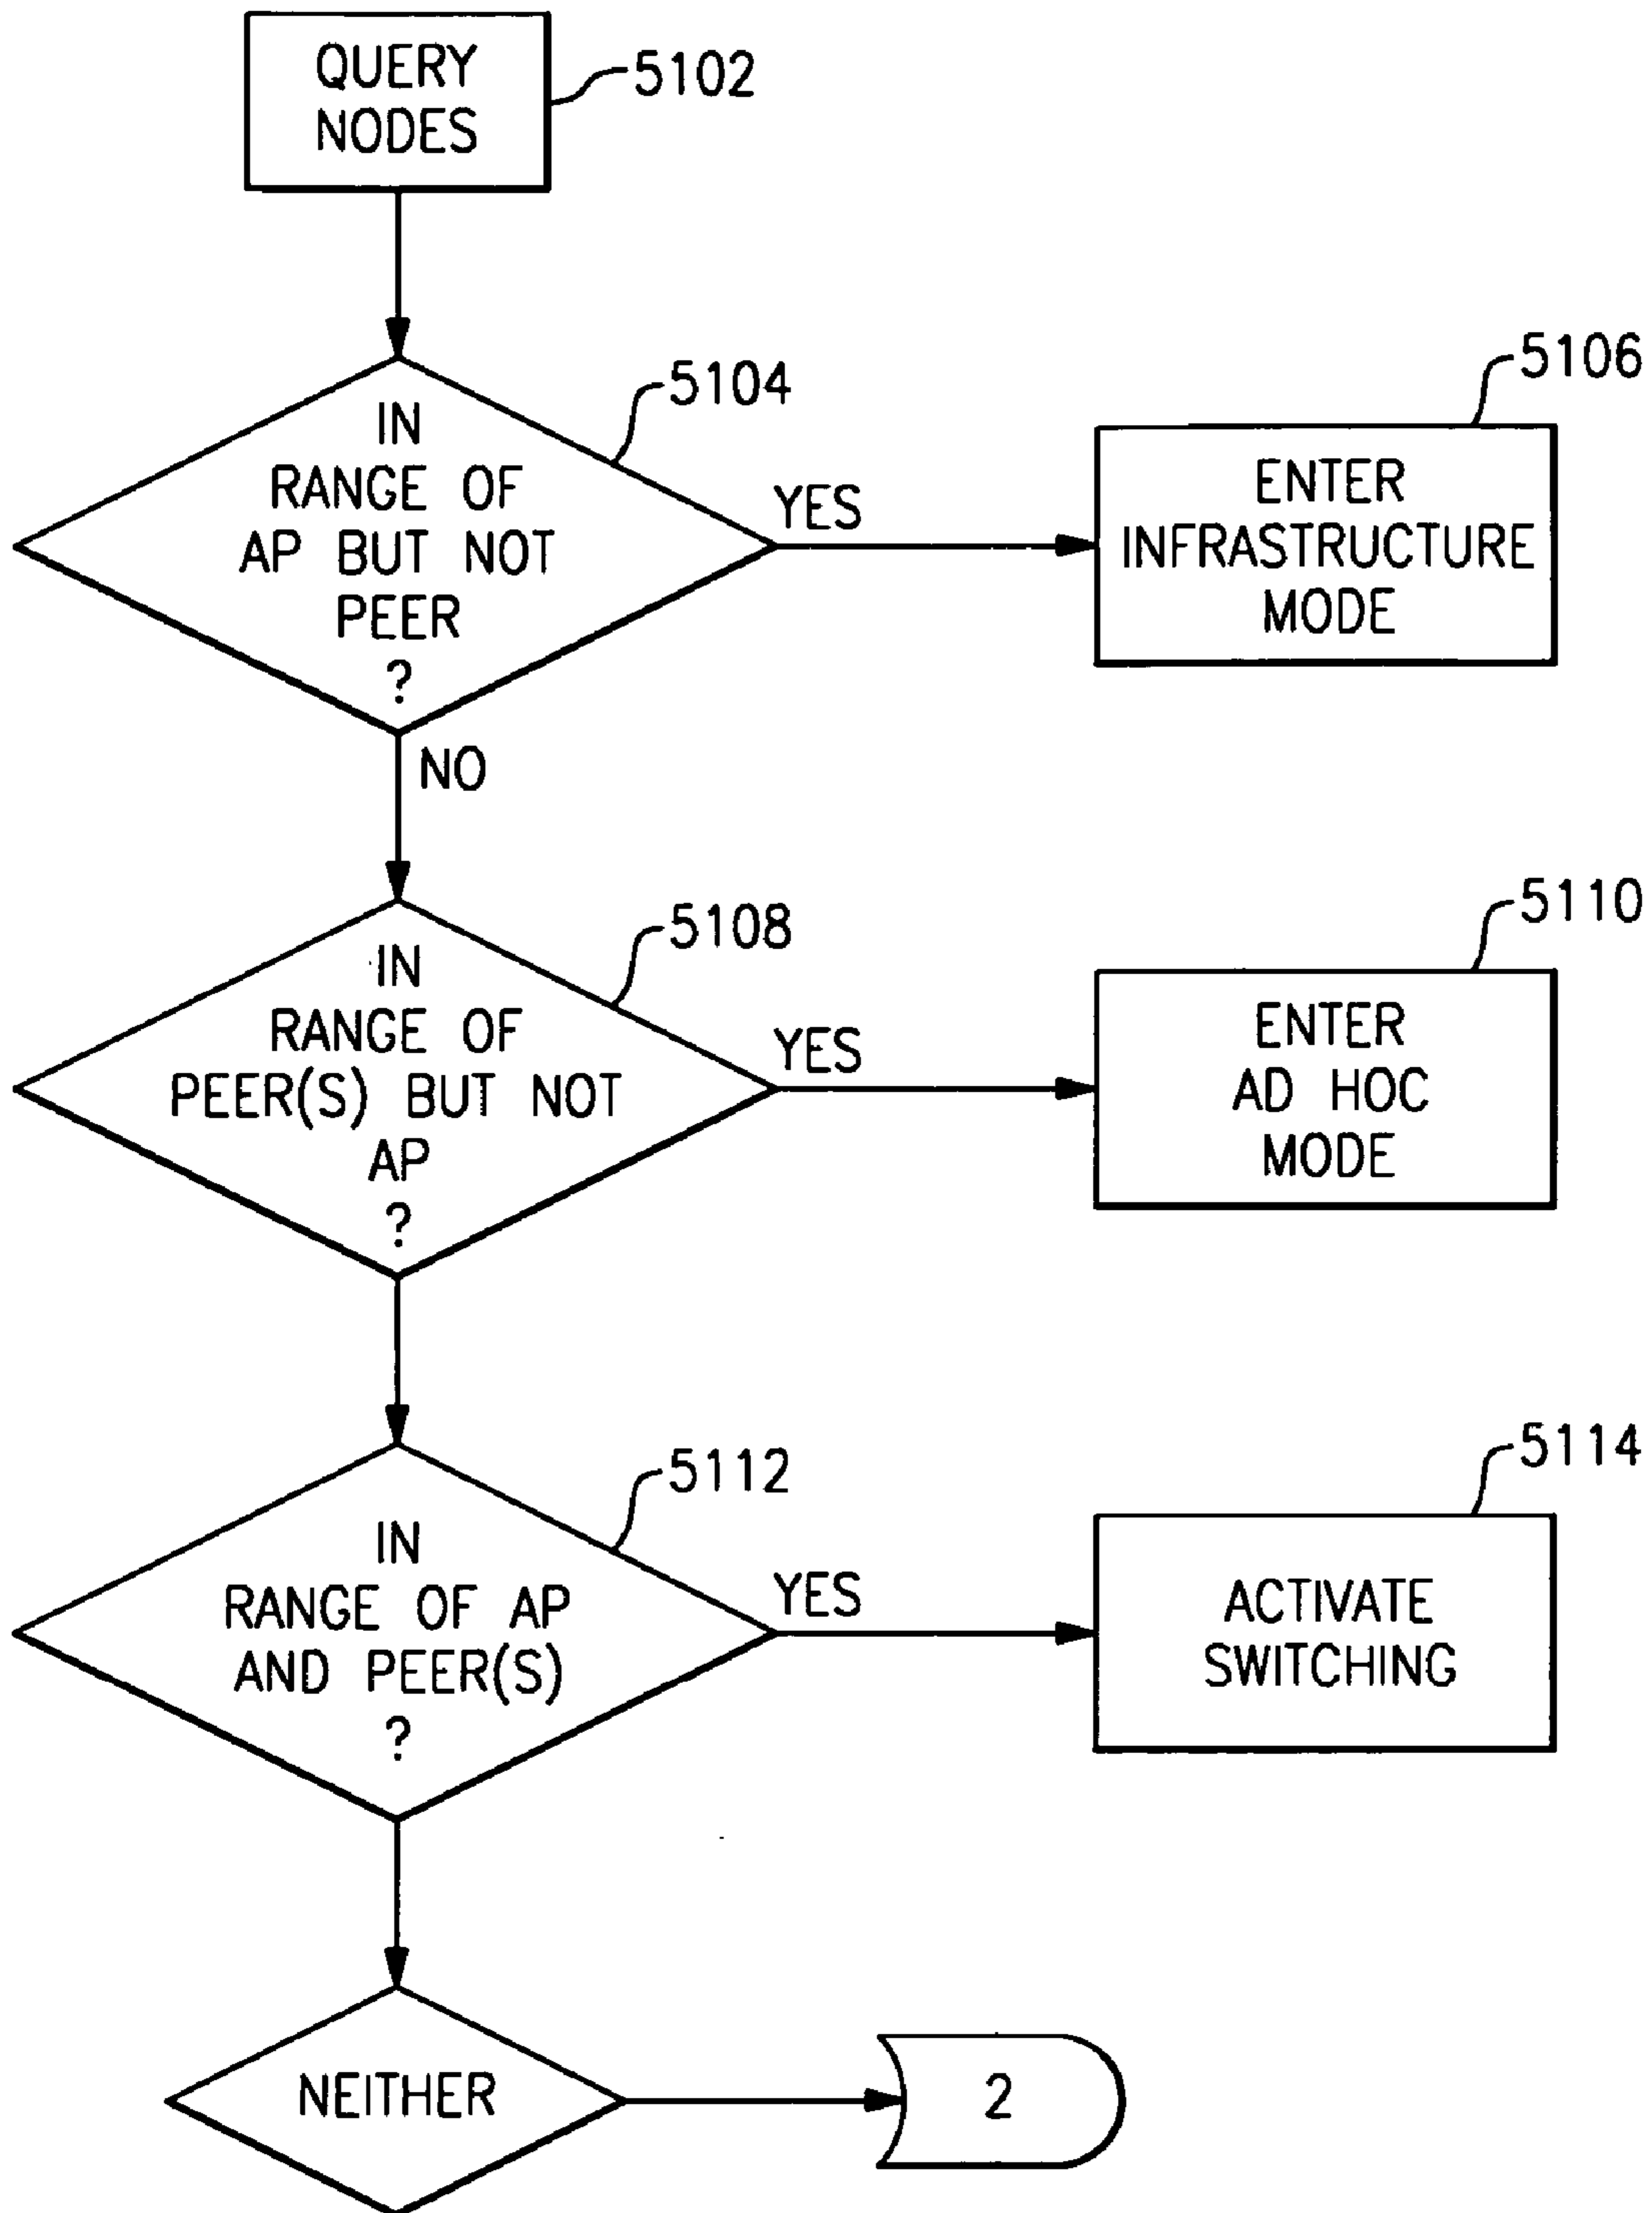 QUERY
NODES
5102
IN
RANGE OF
AP BUT NOT
PEER
?
5104
YES
NO
5106
ENTER
INFRASTRUCTURE
MODE
IN
RANGE OF
PEER(S) BUT NOT
AP
?
5108
YES
5110
ENTER
AD HOC
MODE
IN
RANGE OF AP
AND PEER(S)
?
5112
YES
5114
ACTIVATE
SWITCHING
NEITHER
2